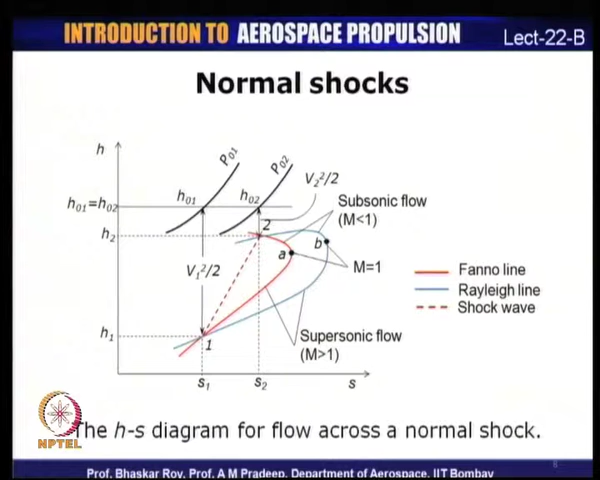 INTRODUCTION TO AEROSPACE PROPULSION
Lect-22-B
Normal shocks
h
P01
P02
V₂²/2
h01
h02
h01=h02
Subsonic flow
(M<1)
2
h2
b
a
M=1
V₁²/2
Fanno line
Rayleigh line
Shock wave
h1
1
Supersonic flow
(M>1)
s1
s2
s
The h-s diagram for flow across a normal shock.
NPTEL
Prof. Bhaskar Roy, Prof. A M Pradeep, Department of Aerospace, IIT Bombay